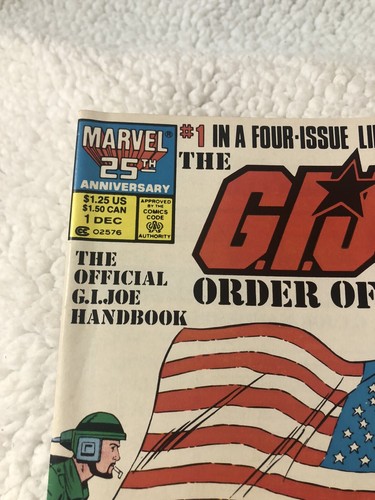 MARVEL
25TH
ANNIVERSARY
$1.25 US
$1.50 CAN
1 DEC
CC 02576
APPROVED
BY THE
COMICS
CODE
AUTHORITY
#1 IN A FOUR-ISSUE LI
THE
G.I.J
ORDER OF
THE
OFFICIAL
G.I.JOE
HANDBOOK